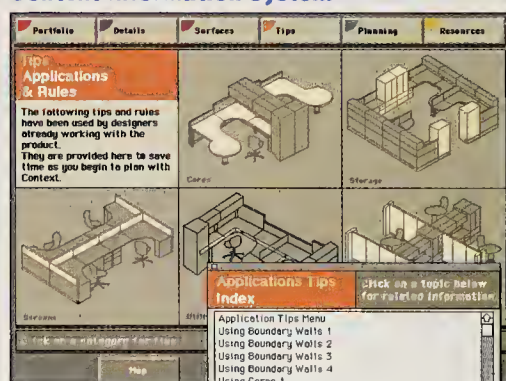 Portfolio Details Surfaces Tips Planning Resources
Tips
Applications
& Rules
The following tips and rules
have been used by designers
already working with the
product.
They are provided here to save
time as you begin to plan with
Context.
Cores
Storage
Screens
Applications Tips
Index
Click on a topic below
for related information.
Application Tips Menu
Using Boundary Walls 1
Using Boundary Walls 2
Using Boundary Walls 3
Using Boundary Walls 4
Using Cores 1
Click on a category for tips
Map